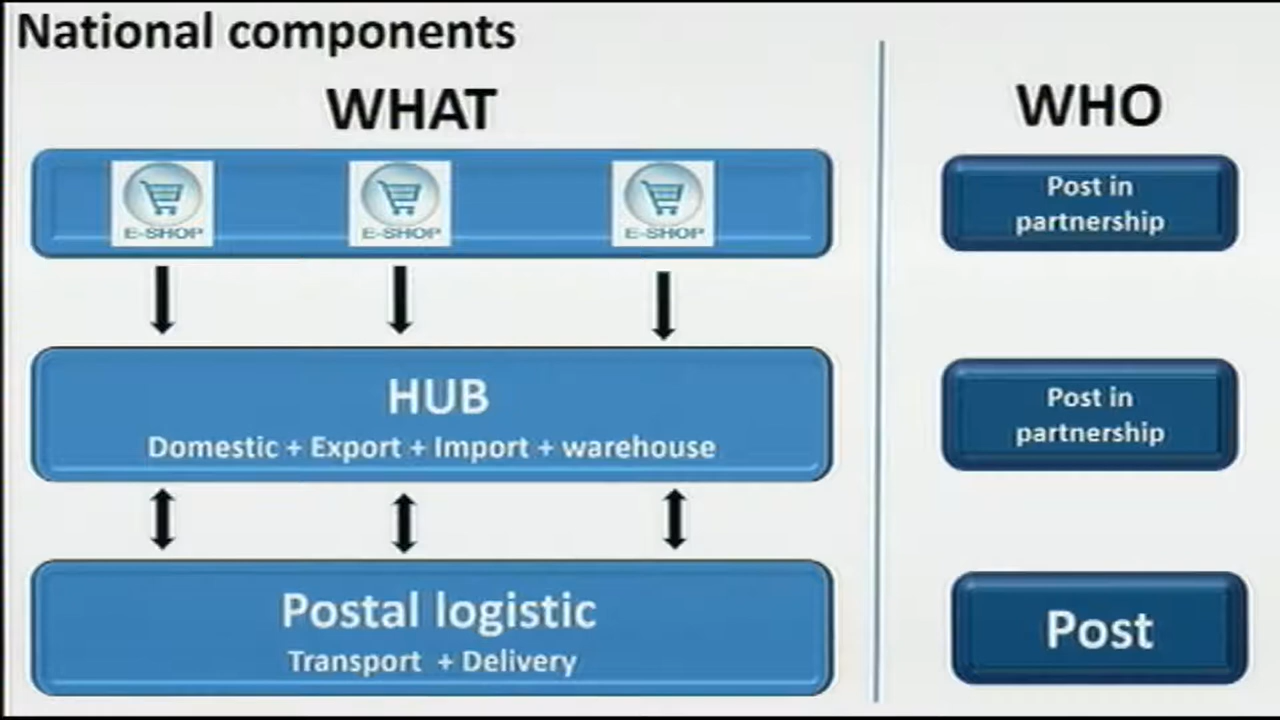 National components
WHAT
WHO
E-SHOP
E-SHOP
E-SHOP
Post in
partnership
HUB
Domestic + Export + Import + warehouse
Post in
partnership
Postal logistic
Transport + Delivery
Post